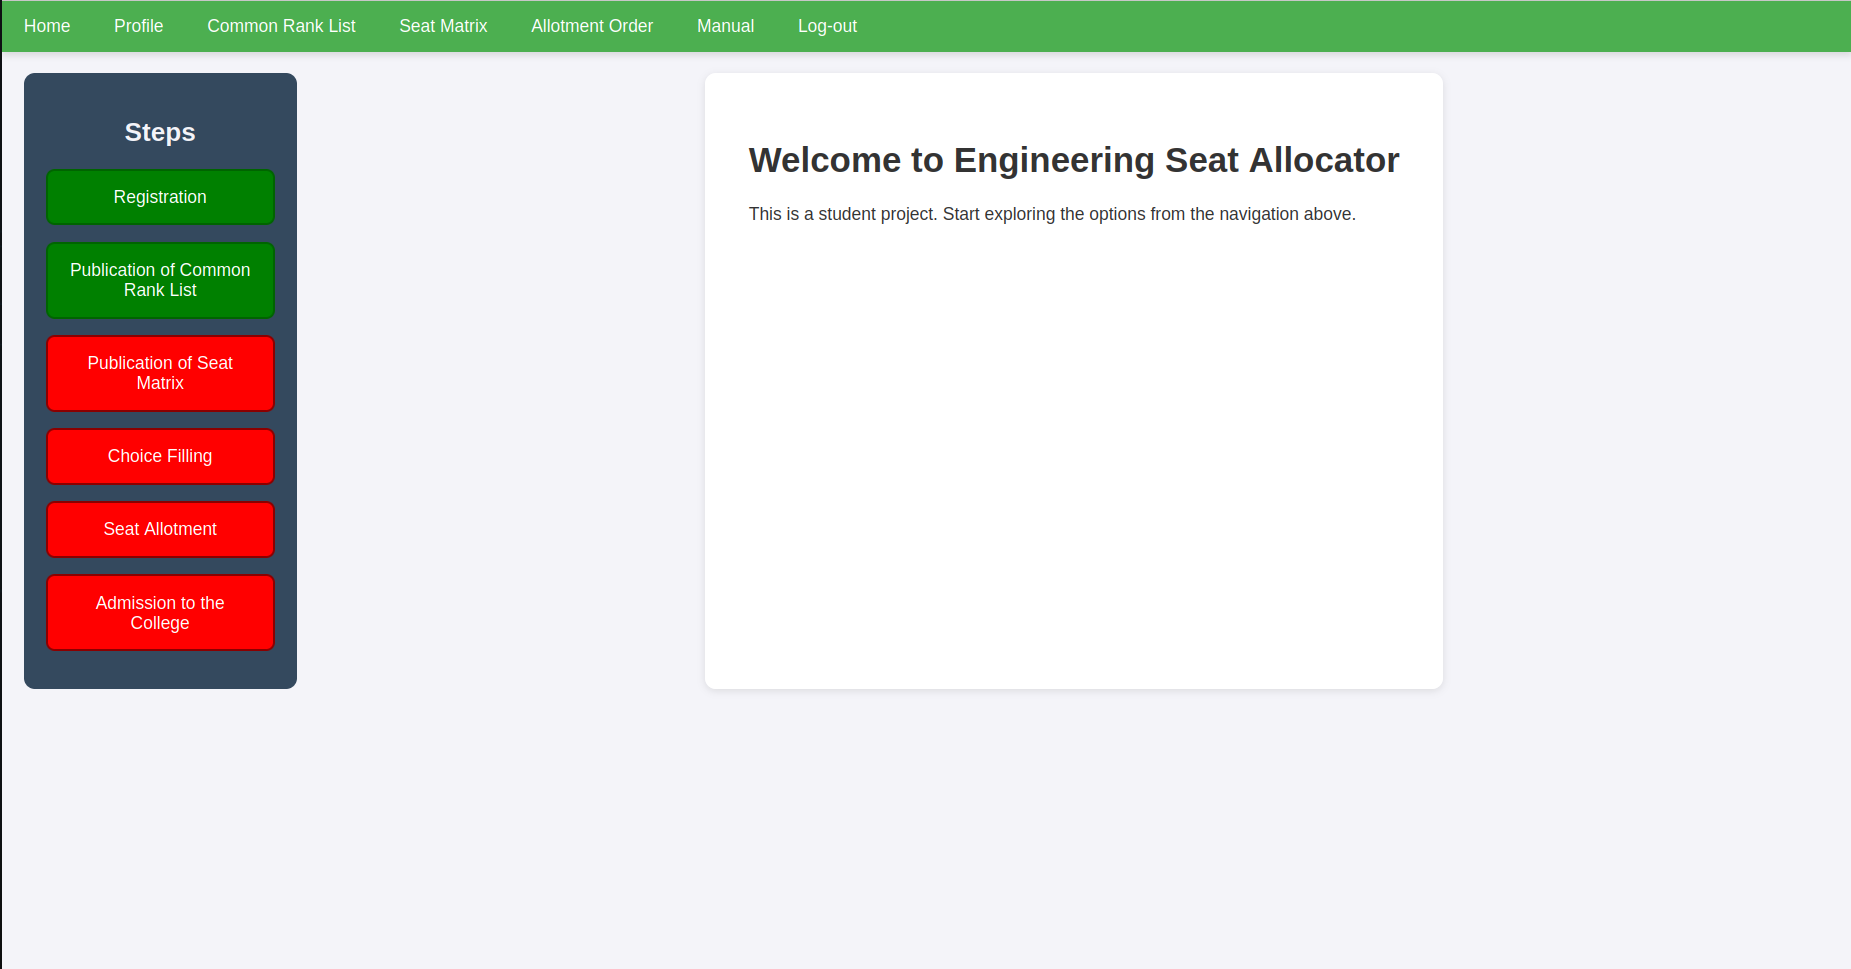 Home Profile Common Rank List Seat Matrix Allotment Order Manual Log-out
Steps
Registration
Publication of Common
Rank List
Publication of Seat
Matrix
Choice Filling
Seat Allotment
Admission to the
College
Welcome to Engineering Seat Allocator
This is a student project. Start exploring the options from the navigation above.